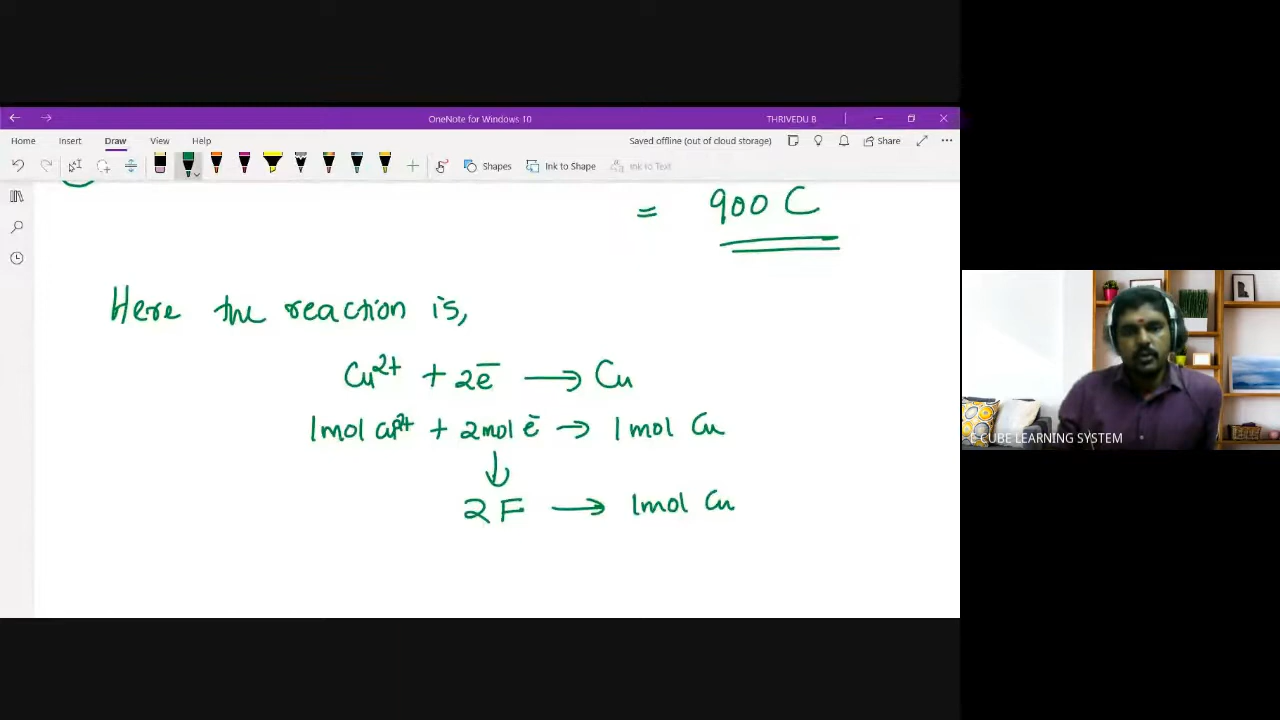 OneNote for Windows 10
THRIVEDU B
Home Insert Draw View Help
Saved offline (out of cloud storage)
Share
Shapes
Ink to Shape
Ink to Text
= 900 C
Here the reaction is,
Cu²⁺ + 2e⁻ → Cu
1mol Cu²⁺ + 2mol e⁻ → 1mol Cu
↓
2F → 1mol Cu
C CUBE LEARNING SYSTEM